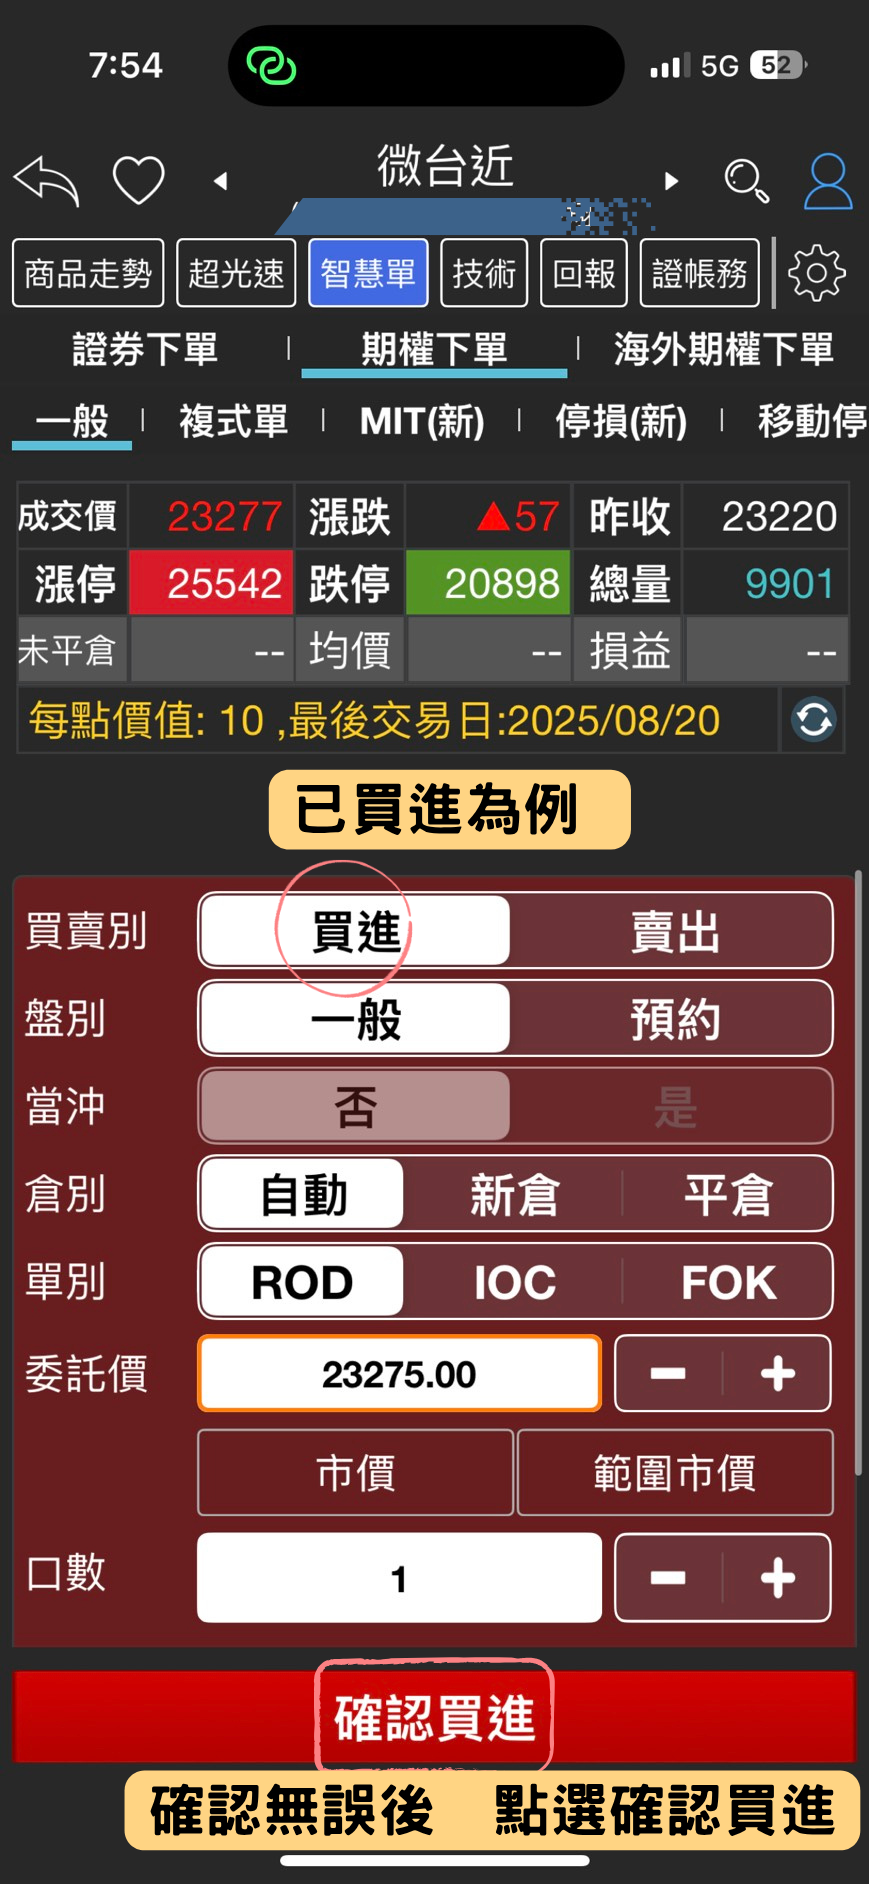 7:54 5G 52
微台近
商品走勢 超光速 智慧單 技術 回報 證帳務
證券下單 期權下單 海外期權下單
一般 複式單 MIT(新) 停損(新) 移動停
成交價 23277 漲跌 ▲57 昨收 23220
漲停 25542 跌停 20898 總量 9901
未平倉 -- 均價 -- 損益 --
每點價值: 10 ,最後交易日:2025/08/20
已買進為例
買賣別 買進 賣出
盤別 一般 預約
當沖 否 是
倉別 自動 新倉 平倉
單別 ROD IOC FOK
委託價 23275.00 − +
市價 範圍市價
口數 1 − +
確認買進
確認無誤後 點選確認買進